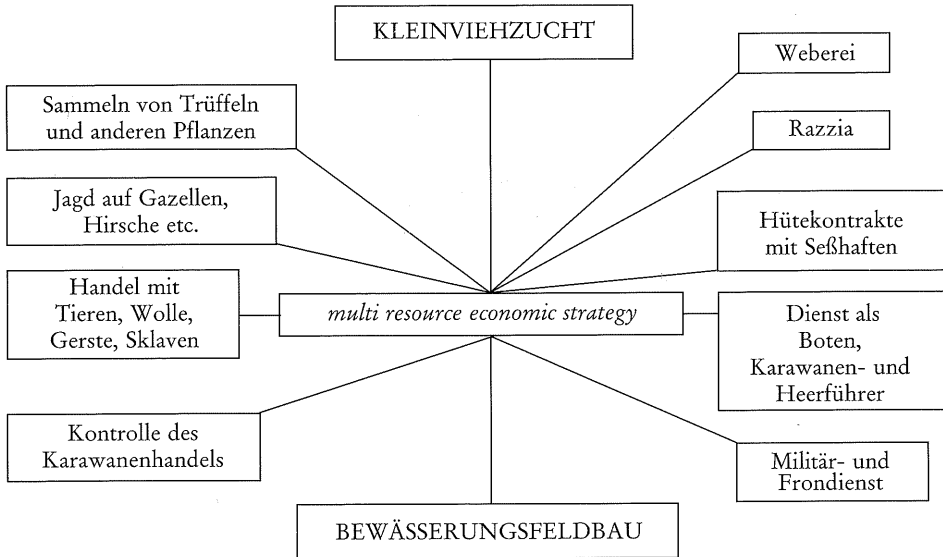 KLEINVIEHZUCHT
Weberei
Sammeln von Trüffeln
und anderen Pflanzen
Razzia
Jagd auf Gazellen,
Hirsche etc.
Hütekontrakte
mit Seßhaften
Handel mit
Tieren, Wolle,
Gerste, Sklaven
multi resource economic strategy
Dienst als
Boten,
Karawanen- und
Heerführer
Kontrolle des
Karawanenhandels
Militär- und
Frondienst
BEWÄSSERUNGSFELDBAU